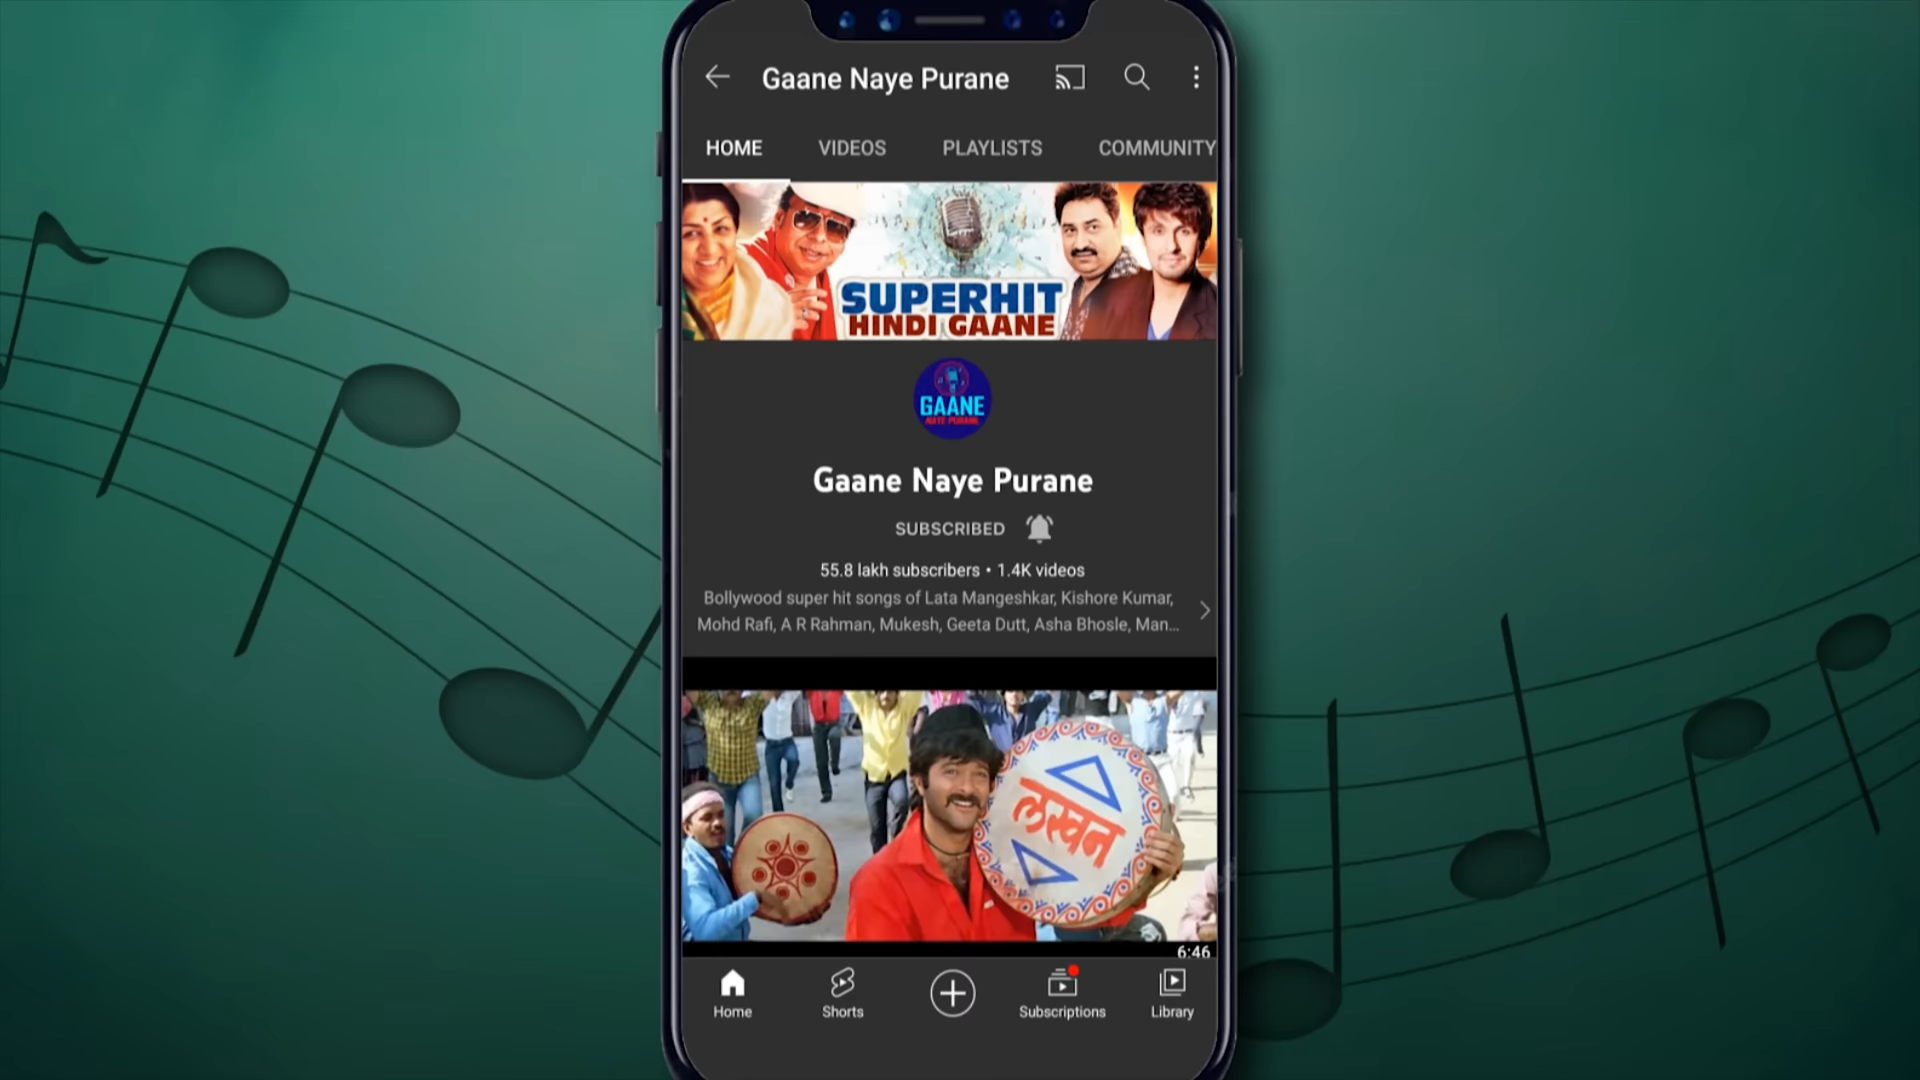 Gaane Naye Purane
HOME VIDEOS PLAYLISTS COMMUNITY
SUPERHIT
HINDI GAANE
GAANE
NAYE PURANE
Gaane Naye Purane
SUBSCRIBED
55.8 lakh subscribers • 1.4K videos
Bollywood super hit songs of Lata Mangeshkar, Kishore Kumar,
Mohd Rafi, A R Rahman, Mukesh, Geeta Dutt, Asha Bhosle, Man...
लखन
6:46
Home Shorts Subscriptions Library